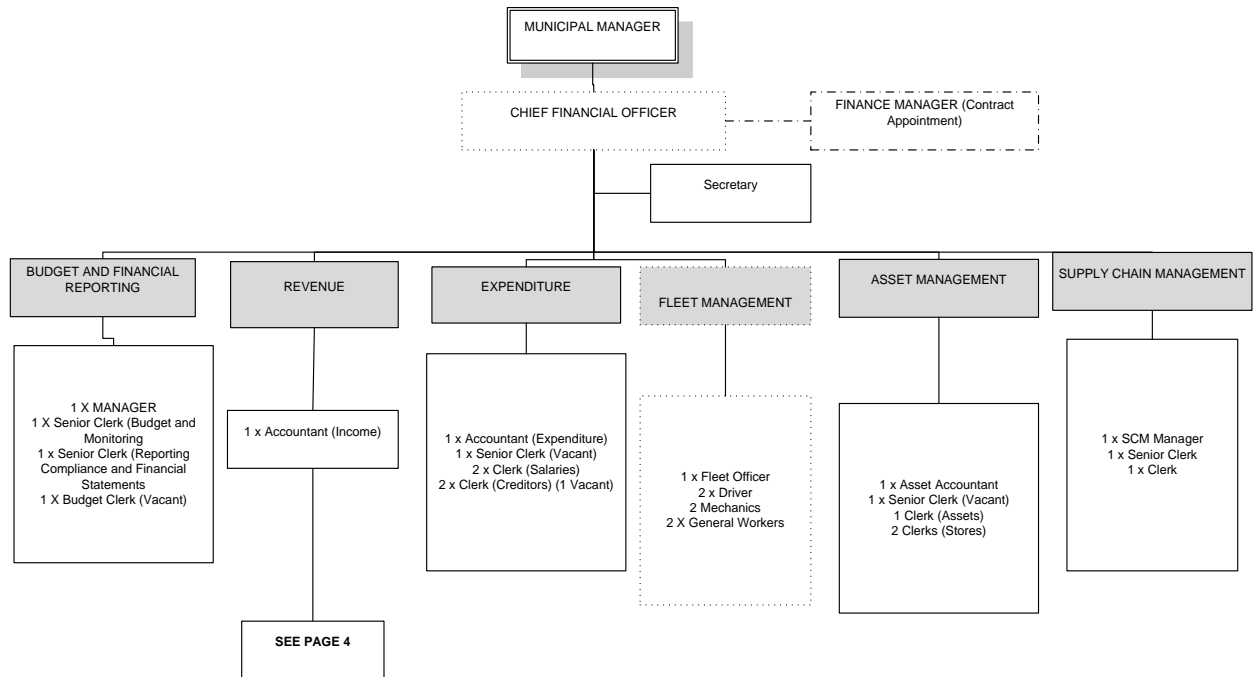 MUNICIPAL MANAGER
CHIEF FINANCIAL OFFICER
FINANCE MANAGER (Contract
Appointment)
Secretary
BUDGET AND FINANCIAL
REPORTING
REVENUE
EXPENDITURE
FLEET MANAGEMENT
ASSET MANAGEMENT
SUPPLY CHAIN MANAGEMENT
1 X MANAGER
1 X Senior Clerk (Budget and
Monitoring
1 x Senior Clerk (Reporting
Compliance and Financial
Statements
1 X Budget Clerk (Vacant)
1 x Accountant (Income)
SEE PAGE 4
1 x Accountant (Expenditure)
1 x Senior Clerk (Vacant)
2 x Clerk (Salaries)
2 x Clerk (Creditors) (1 Vacant)
1 x Fleet Officer
2 x Driver
2 Mechanics
2 X General Workers
1 x Asset Accountant
1 x Senior Clerk (Vacant)
1 Clerk (Assets)
2 Clerks (Stores)
1 x SCM Manager
1 x Senior Clerk
1 x Clerk